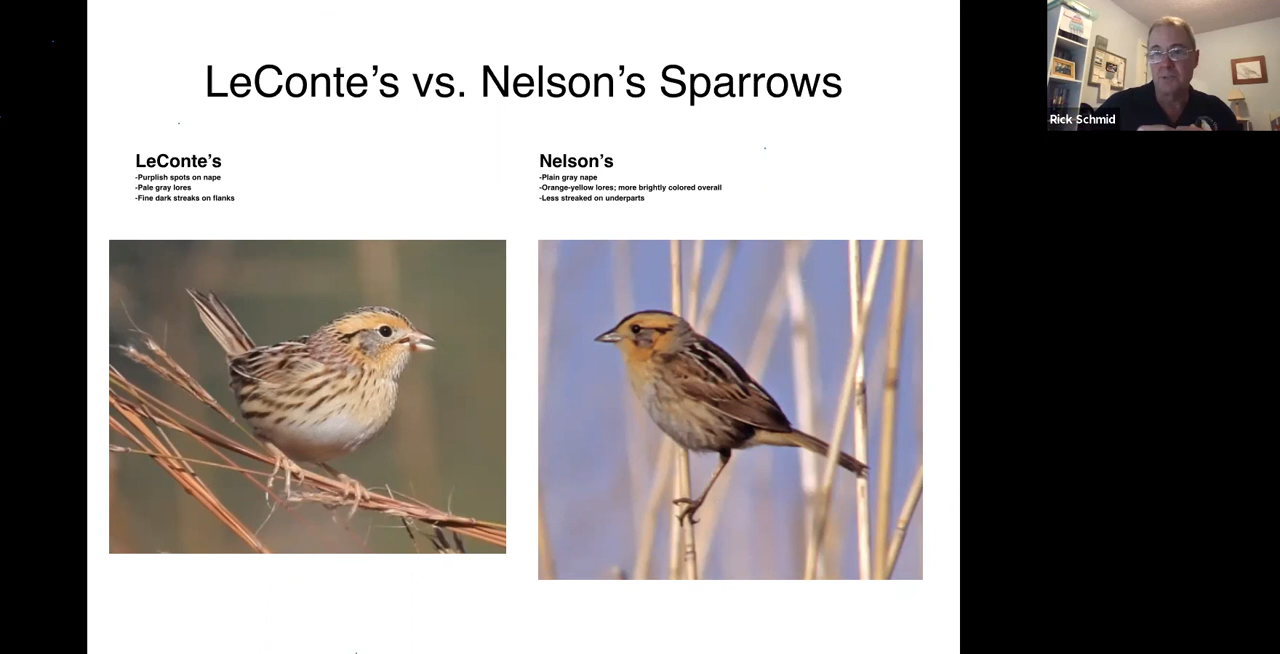 LeConte’s vs. Nelson’s Sparrows
LeConte’s
-Purplish spots on nape
-Pale gray lores
-Fine dark streaks on flanks
Nelson’s
-Plain gray nape
-Orange-yellow lores; more brightly colored overall
-Less streaked on underparts
Rick Schmid